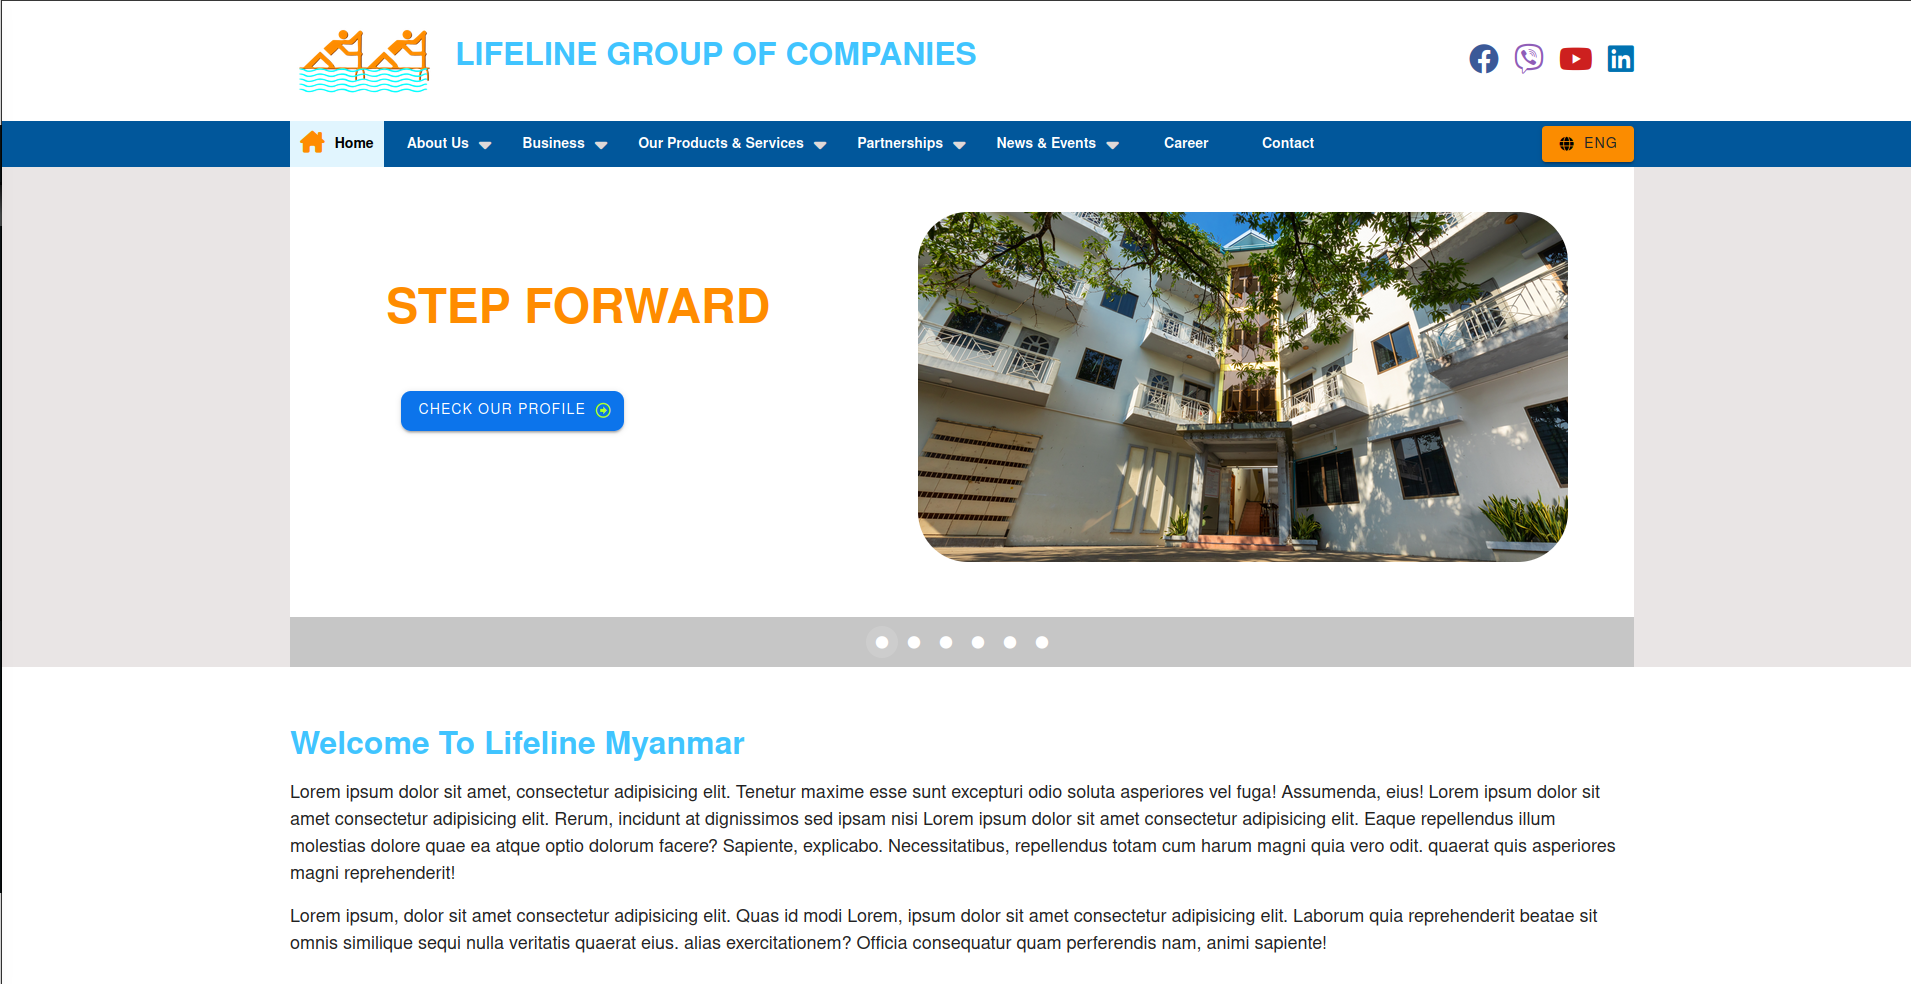 LIFELINE GROUP OF COMPANIES
Home About Us Business Our Products & Services Partnerships News & Events Career Contact ENG
STEP FORWARD
CHECK OUR PROFILE
Welcome To Lifeline Myanmar
Lorem ipsum dolor sit amet, consectetur adipisicing elit. Tenetur maxime esse sunt excepturi odio soluta asperiores vel fuga! Assumenda, eius! Lorem ipsum dolor sit
amet consectetur adipisicing elit. Rerum, incidunt at dignissimos sed ipsam nisi Lorem ipsum dolor sit amet consectetur adipisicing elit. Eaque repellendus illum
molestias dolore quae ea atque optio dolorum facere? Sapiente, explicabo. Necessitatibus, repellendus totam cum harum magni quia vero odit. quaerat quis asperiores
magni reprehenderit!
Lorem ipsum, dolor sit amet consectetur adipisicing elit. Quas id modi Lorem, ipsum dolor sit amet consectetur adipisicing elit. Laborum quia reprehenderit beatae sit
omnis similique sequi nulla veritatis quaerat eius. alias exercitationem? Officia consequatur quam perferendis nam, animi sapiente!